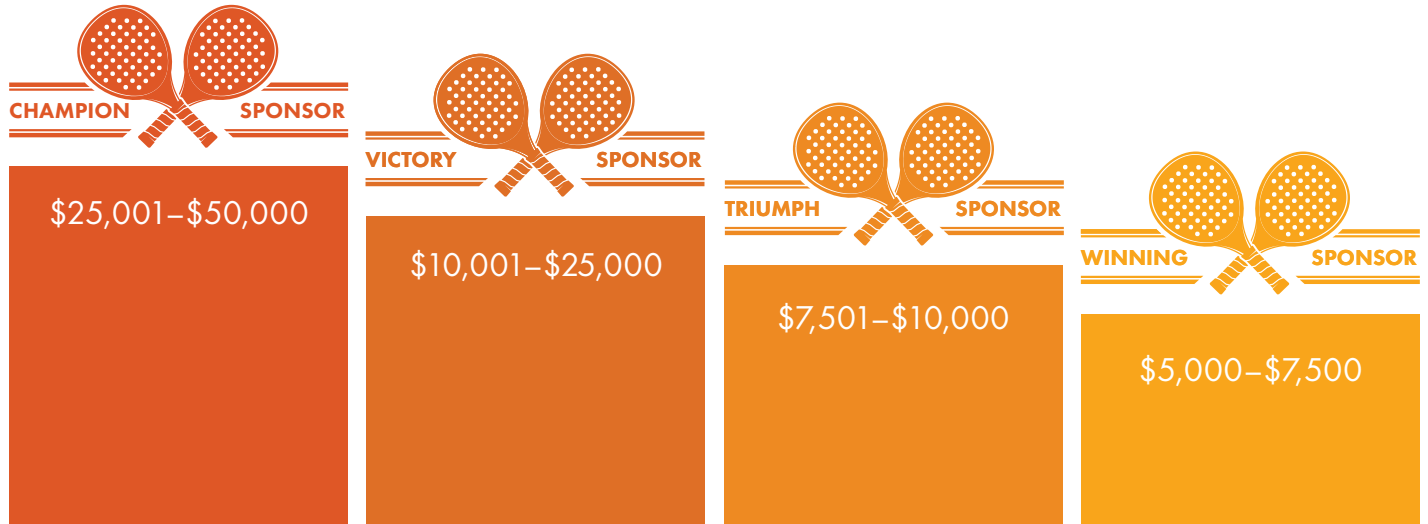 CHAMPION SPONSOR
$25,001–$50,000
VICTORY SPONSOR
$10,001–$25,000
TRIUMPH SPONSOR
$7,501–$10,000
WINNING SPONSOR
$5,000–$7,500